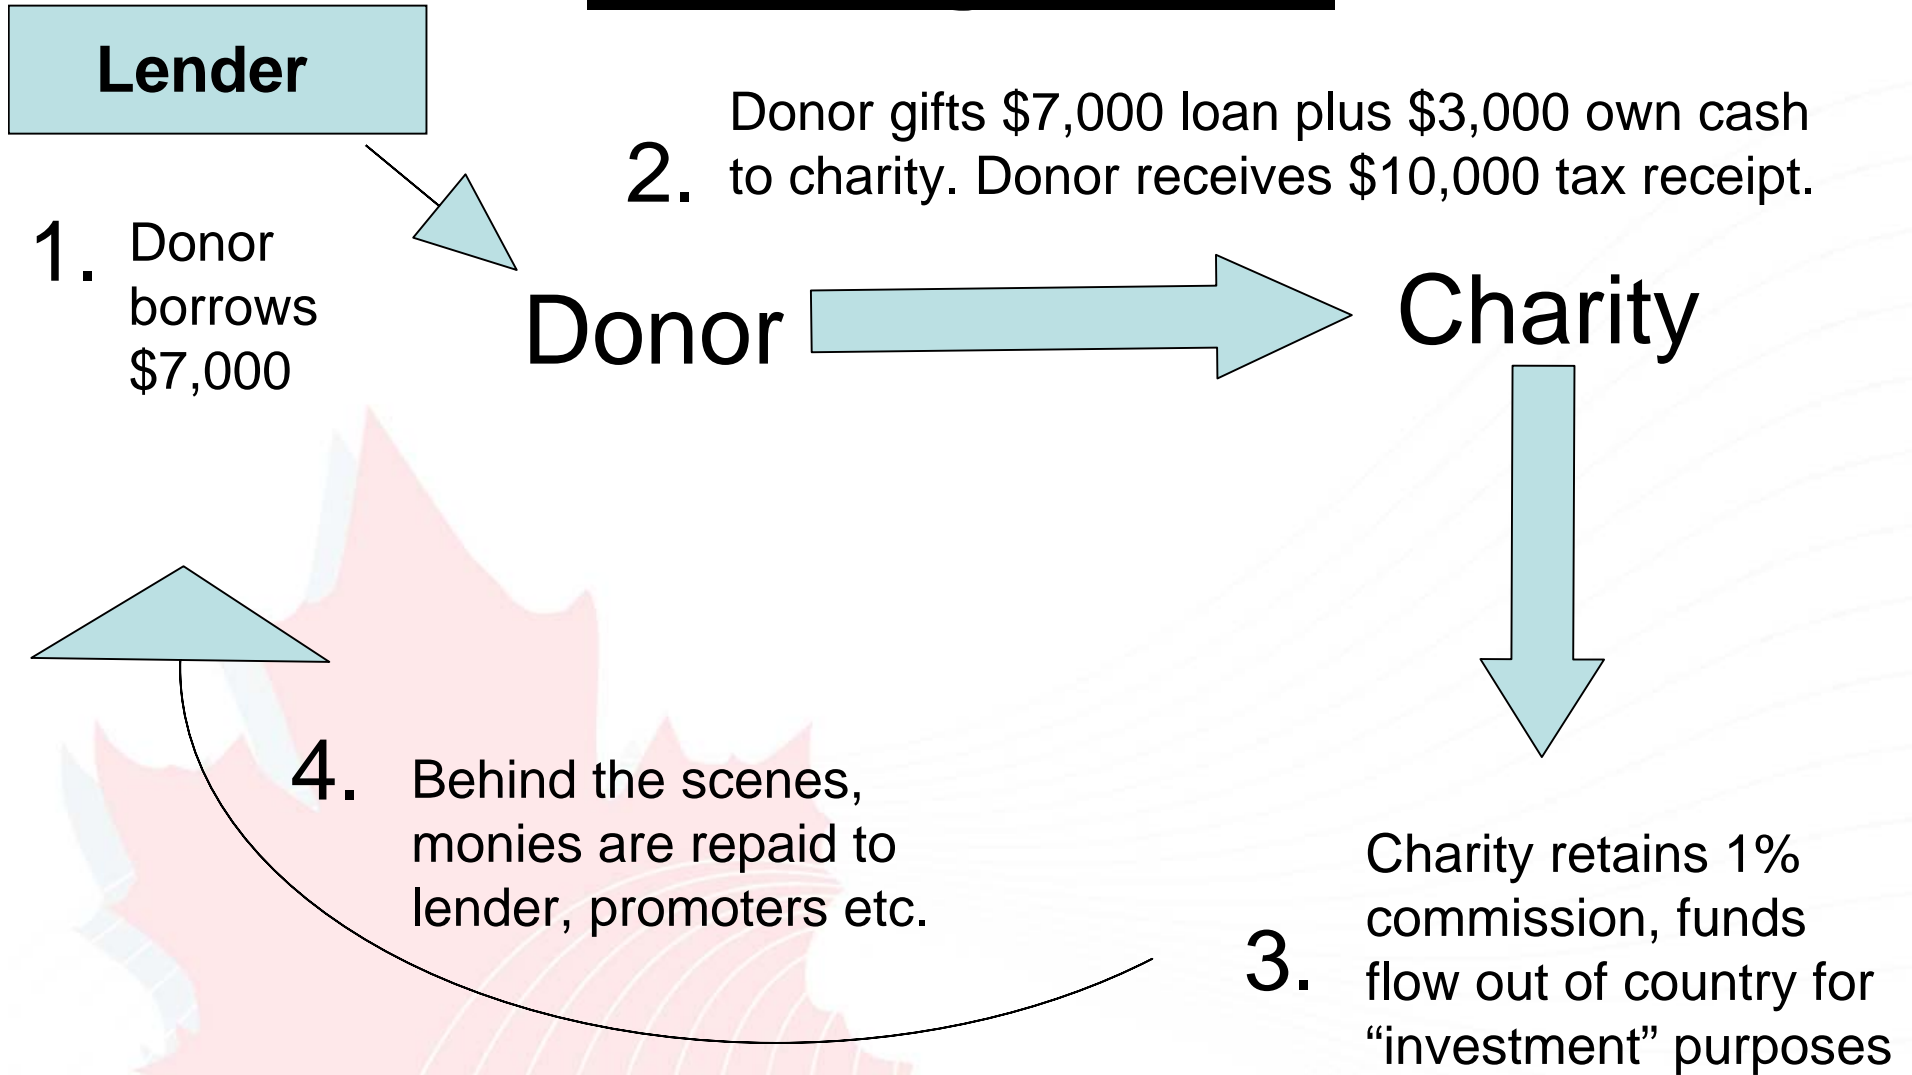 Lender
1.
Donor
borrows
$7,000
2.
Donor gifts $7,000 loan plus $3,000 own cash
to charity. Donor receives $10,000 tax receipt.
Donor
Charity
3.
Charity retains 1%
commission, funds
flow out of country for
“investment” purposes
4.
Behind the scenes,
monies are repaid to
lender, promoters etc.